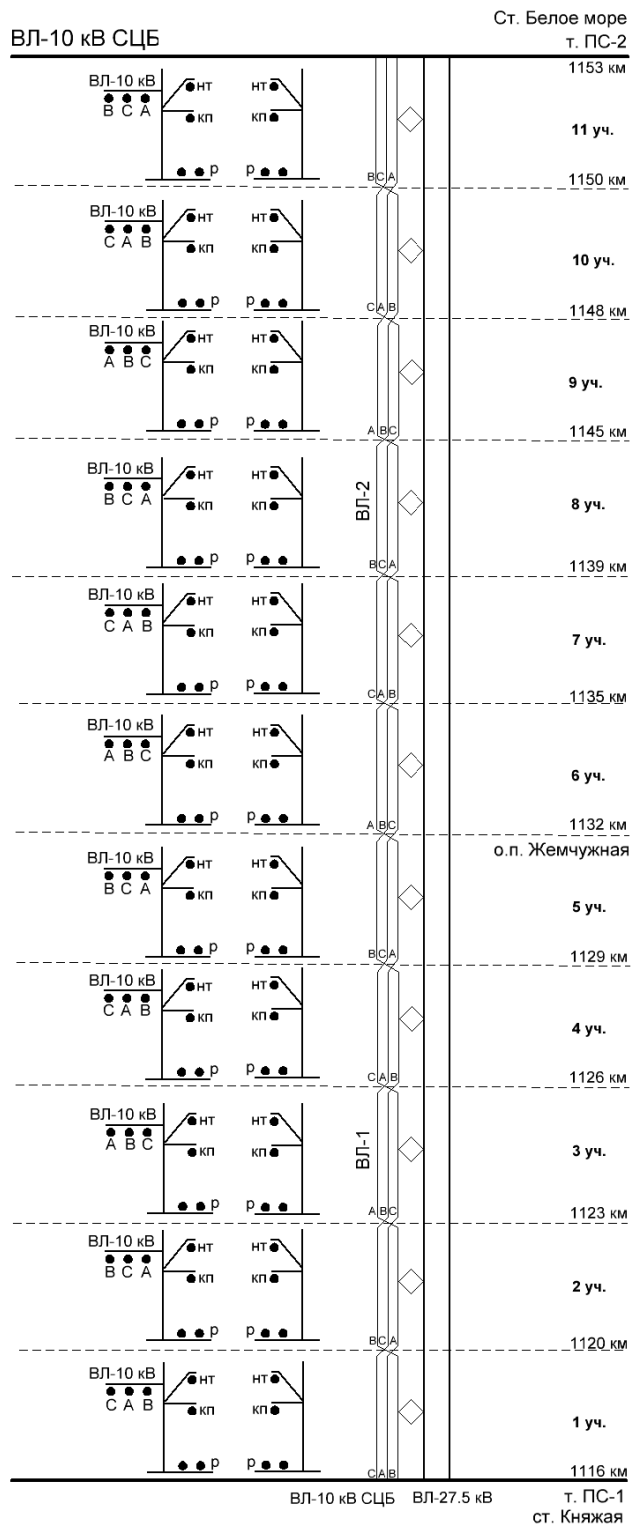 Ст. Белое море
ВЛ-10 кВ СЦБ
т. ПС-2
1153 км
ВЛ-10 кВ
В С А
НТ НТ
КП КП
11 уч.
р р
В С А
1150 км
ВЛ-10 кВ
С А В
НТ НТ
КП КП
10 уч.
р р
С А В
1148 км
ВЛ-10 кВ
А В С
НТ НТ
КП КП
9 уч.
р р
А В С
1145 км
ВЛ-10 кВ
В С А
НТ НТ
КП КП
ВЛ-2
8 уч.
р р
В С А
1139 км
ВЛ-10 кВ
С А В
НТ НТ
КП КП
7 уч.
р р
С А В
1135 км
ВЛ-10 кВ
А В С
НТ НТ
КП КП
6 уч.
р р
А В С
1132 км
о.п. Жемчужная
ВЛ-10 кВ
В С А
НТ НТ
КП КП
5 уч.
р р
В С А
1129 км
ВЛ-10 кВ
С А В
НТ НТ
КП КП
4 уч.
р р
С А В
1126 км
ВЛ-10 кВ
А В С
НТ НТ
КП КП
ВЛ-1
3 уч.
р р
А В С
1123 км
ВЛ-10 кВ
В С А
НТ НТ
КП КП
2 уч.
р р
В С А
1120 км
ВЛ-10 кВ
С А В
НТ НТ
КП КП
1 уч.
р р
С А В
1116 км
ВЛ-10 кВ СЦБ ВЛ-27.5 кВ т. ПС-1
ст. Княжая